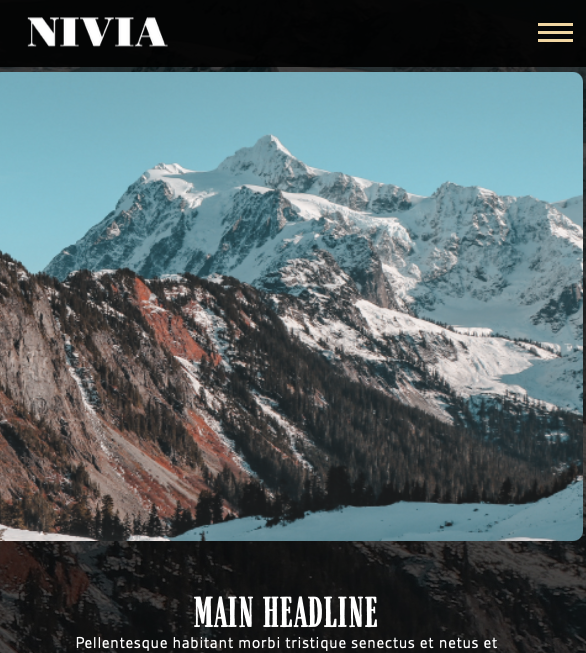 NIVIA
MAIN HEADLINE
Pellentesque habitant morbi tristique senectus et netus et